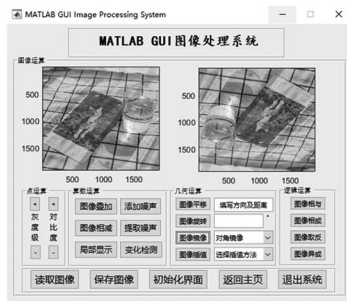 MATLAB GUI Image Processing System
MATLAB GUI图像处理系统
图像运算
500
1000
1500
500 1000 1500
500
1000
1500
500 1000 1500
点运算
+ +
灰度级
对比度
- -
算数运算
图像叠加 添加噪声
图像相减 提取噪声
局部显示 变化检测
几何运算
图像平移 填写方向及距离
图像旋转 °
图像镜像 对角镜像
图像插值 选择插值方法
逻辑运算
图像相与
图像相或
图像取反
图像异或
读取图像 保存图像 初始化界面 返回主页 退出系统